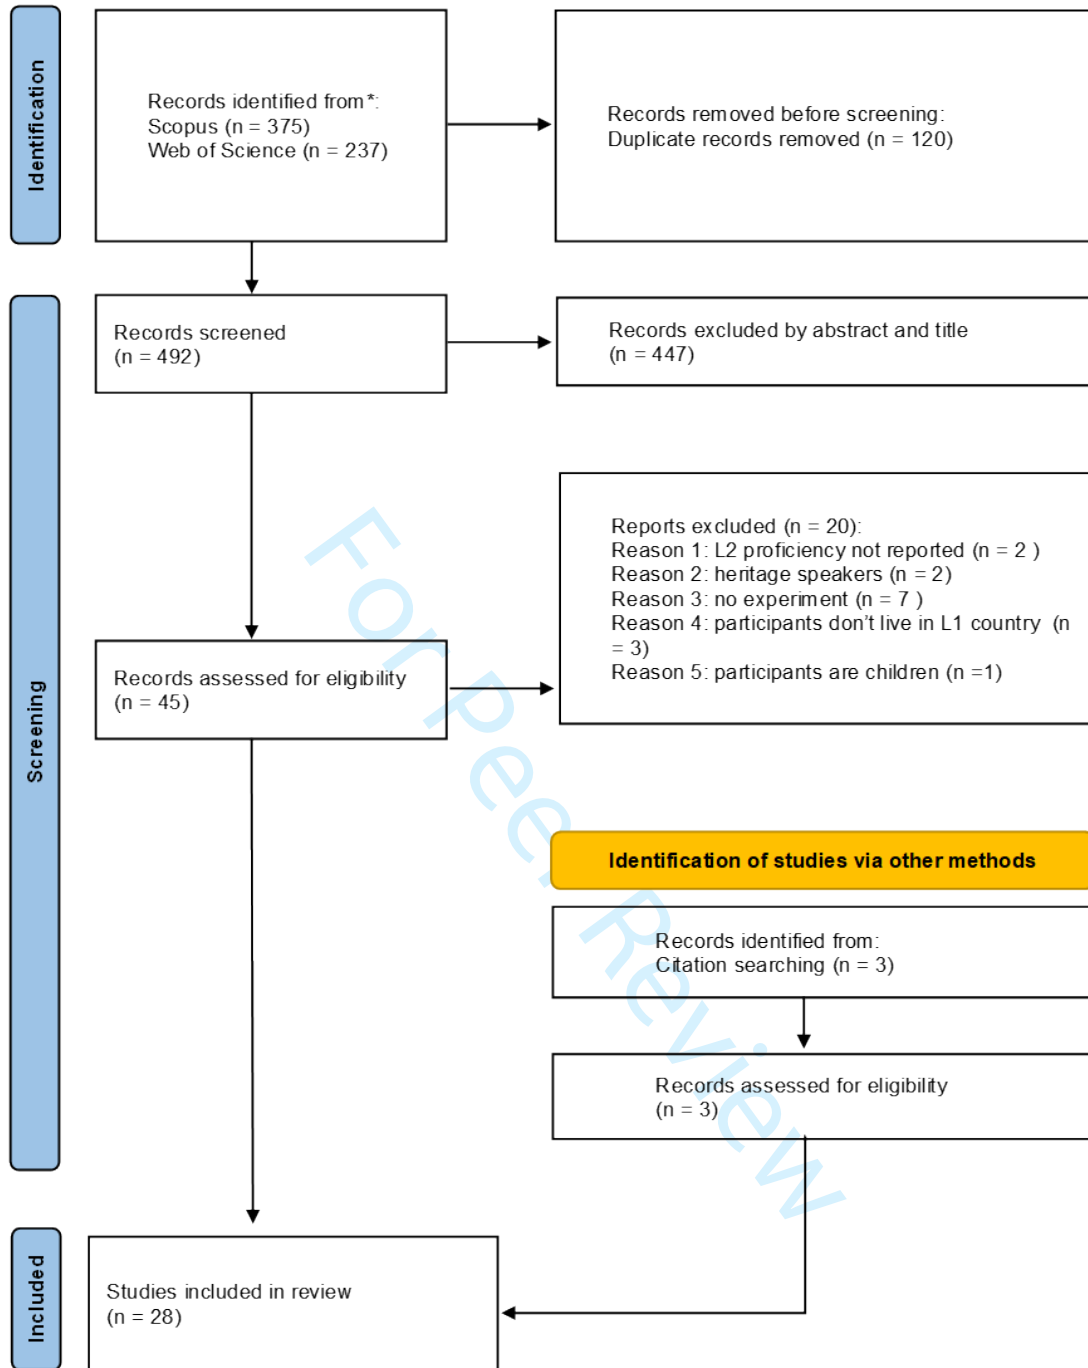 Identification
Records identified from*:
Scopus (n = 375)
Web of Science (n = 237)
Records removed before screening:
Duplicate records removed (n = 120)
Screening
Records screened
(n = 492)
Records excluded by abstract and title
(n = 447)
Records assessed for eligibility
(n = 45)
Reports excluded (n = 20):
Reason 1: L2 proficiency not reported (n = 2 )
Reason 2: heritage speakers (n = 2)
Reason 3: no experiment (n = 7 )
Reason 4: participants don't live in L1 country (n
= 3)
Reason 5: participants are children (n =1)
Identification of studies via other methods
Records identified from:
Citation searching (n = 3)
Records assessed for eligibility
(n = 3)
Included
Studies included in review
(n = 28)
For Peer Review